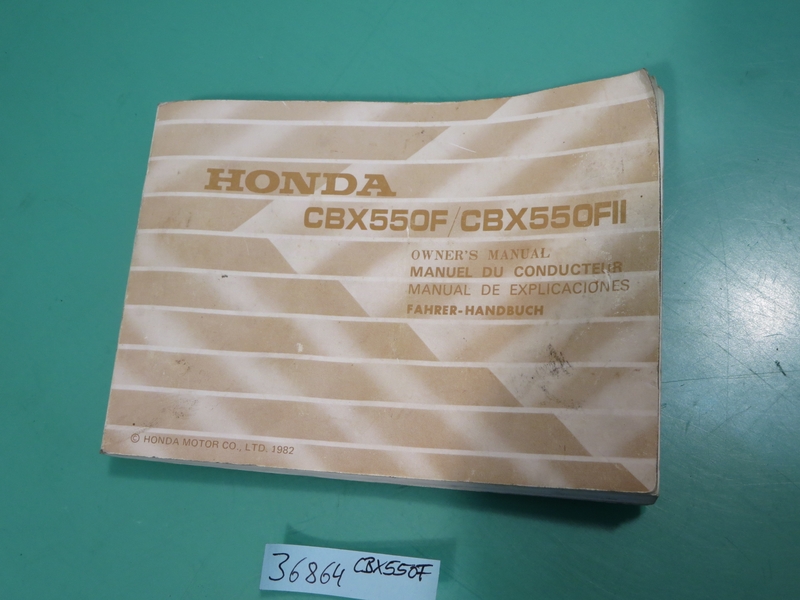 HONDA
CBX550F/CBX550FII
OWNER'S MANUAL
MANUEL DU CONDUCTEUR
MANUAL DE EXPLICACIONES
FAHRER-HANDBUCH
© HONDA MOTOR CO., LTD. 1982
36864 CBX550F